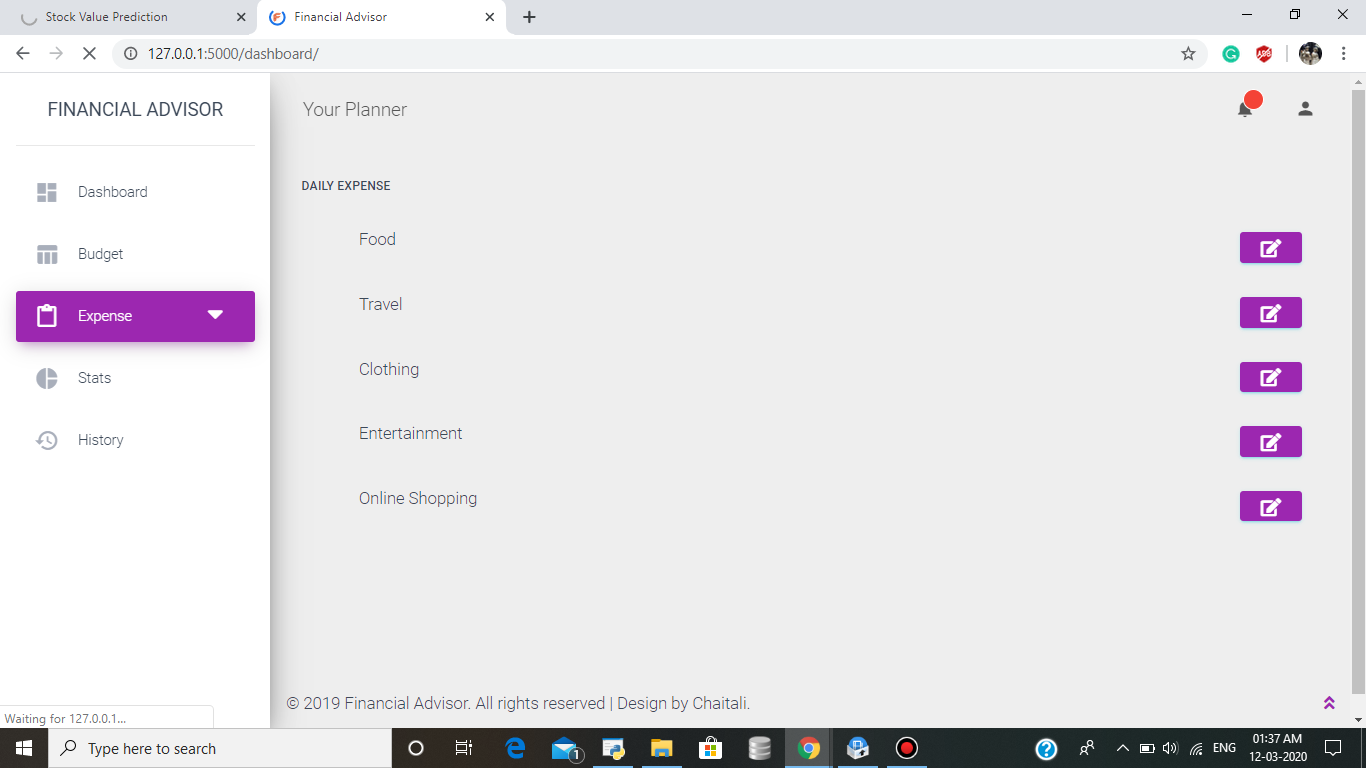 Stock Value Prediction
Financial Advisor
127.0.0.1:5000/dashboard/
FINANCIAL ADVISOR
Your Planner
Dashboard
Budget
Expense
Stats
History
DAILY EXPENSE
Food
Travel
Clothing
Entertainment
Online Shopping
© 2019 Financial Advisor. All rights reserved | Design by Chaitali.
Waiting for 127.0.0.1...
Type here to search
1
ENG
01:37 AM
12-03-2020